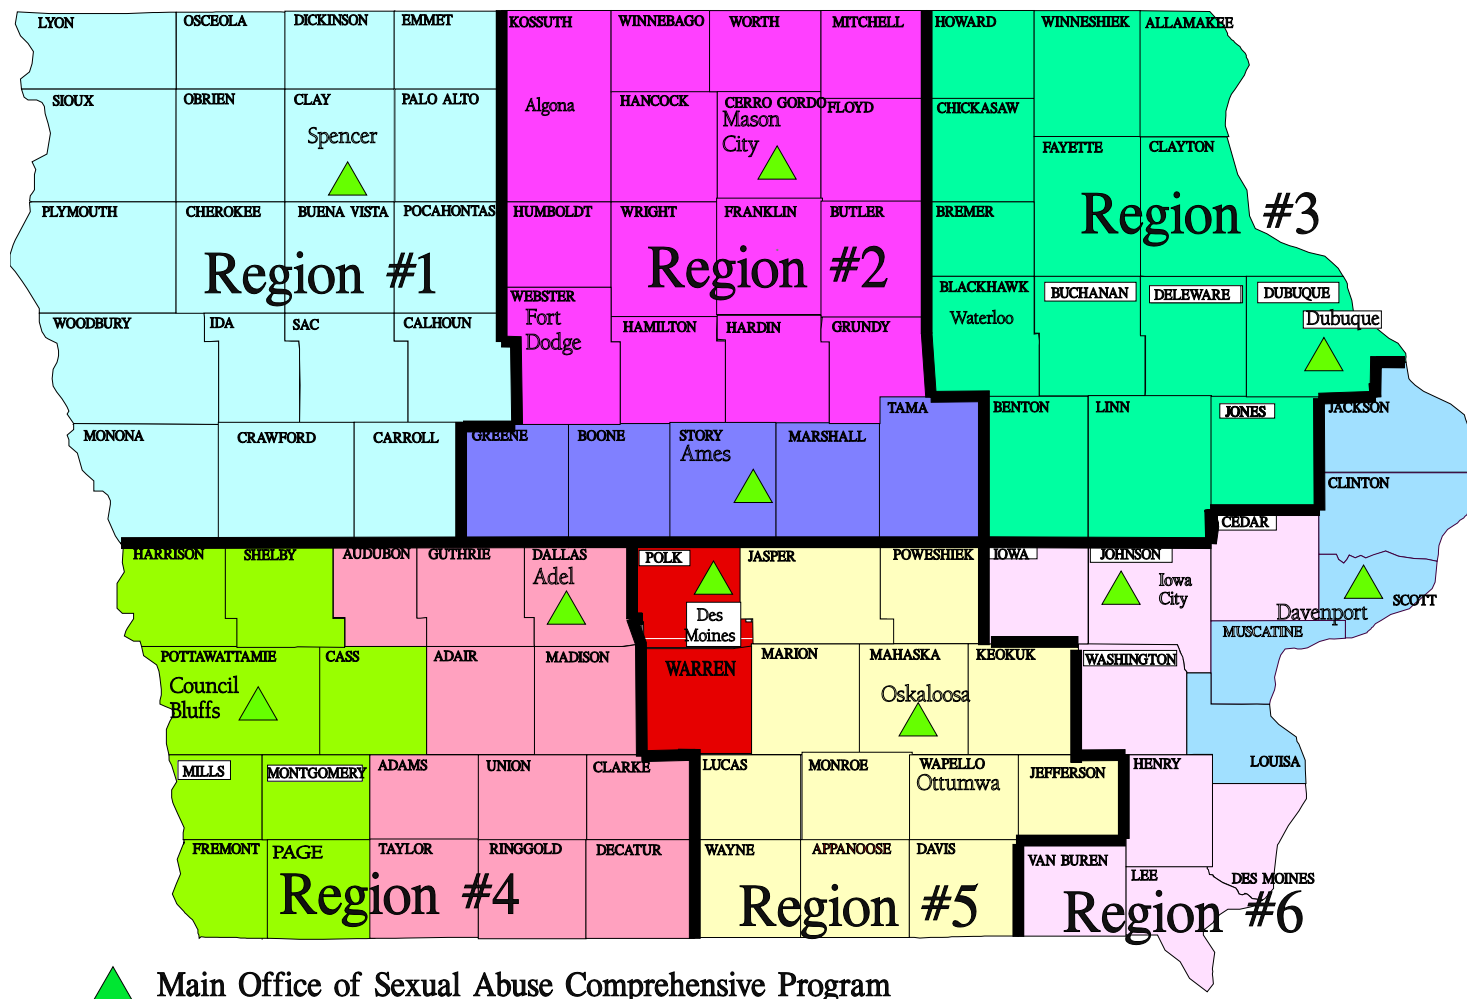 LYON OSCEOLA DICKINSON EMMET KOSSUTH WINNEBAGO WORTH MITCHELL HOWARD WINNESHIEK ALLAMAKEE
SIOUX OBRIEN CLAY PALO ALTO Algona HANCOCK CERRO GORDO FLOYD CHICKASAW
Spencer
Mason
City
FAYETTE CLAYTON
PLYMOUTH CHEROKEE BUENA VISTA POCAHONTAS HUMBOLDT WRIGHT FRANKLIN BUTLER BREMER
Region #3
Region #1
Region #2
WEBSTER
Fort
Dodge
BLACKHAWK BUCHANAN DELEWARE DUBUQUE
Waterloo
Dubuque
WOODBURY IDA SAC CALHOUN HAMILTON HARDIN GRUNDY
TAMA BENTON LINN JONES JACKSON
MONONA CRAWFORD CARROLL GREENE BOONE STORY MARSHALL
Ames
CLINTON
CEDAR
HARRISON SHELBY AUDUBON GUTHRIE DALLAS POLK JASPER POWESHIEK IOWA JOHNSON
Adel
Iowa
City
SCOTT
Davenport
Des
Moines
MUSCATINE
POTTAWATTAMIE CASS ADAIR MADISON WARREN MARION MAHASKA KEOKUK WASHINGTON
Council
Bluffs
Oskaloosa
MILLS MONTGOMERY ADAMS UNION CLARKE LUCAS MONROE WAPELLO JEFFERSON HENRY LOUISA
Ottumwa
FREMONT PAGE TAYLOR RINGGOLD DECATUR WAYNE APPANOOSE DAVIS VAN BUREN LEE DES MOINES
Region #4
Region #5
Region #6
Main Office of Sexual Abuse Comprehensive Program